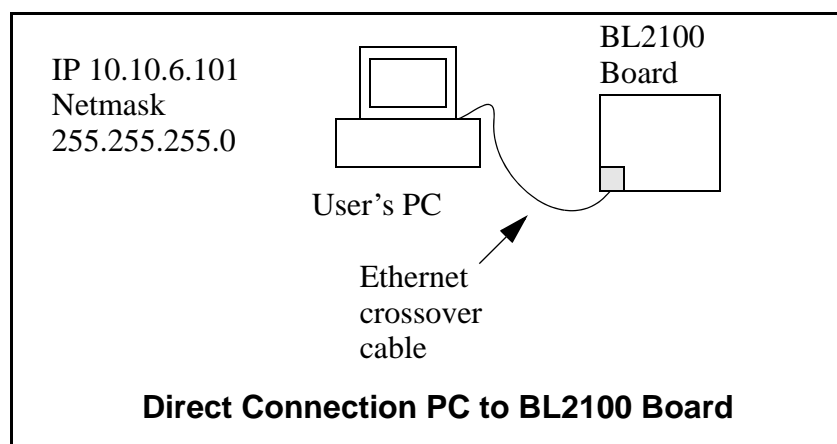 IP 10.10.6.101
Netmask
255.255.255.0
BL2100
Board
User’s PC
Ethernet
crossover
cable
Direct Connection PC to BL2100 Board